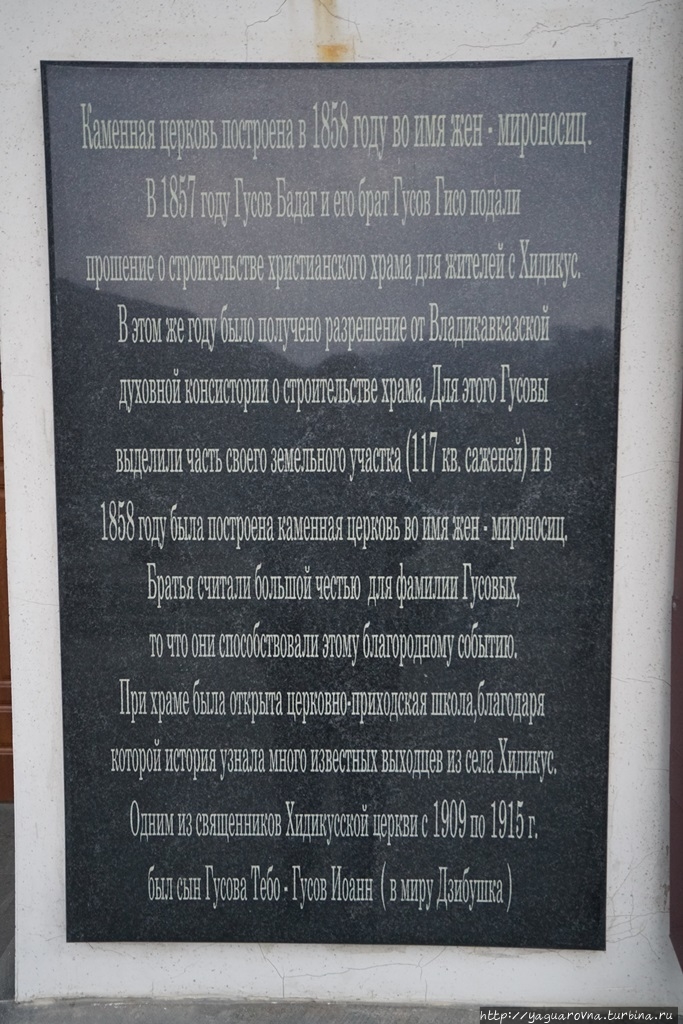 Каменная церковь построена в 1858 году во имя жен - мироносиц.
В 1857 году Гусов Бадаг и его брат Гусов Гисо подали
прошение о строительстве христианского храма для жителей с Хидикус.
В этом же году было получено разрешение от Владикавказской
духовной консистории о строительстве храма. Для этого Гусовы
выделили часть своего земельного участка (117 кв. саженей) и в
1858 году была построена каменная церковь во имя жен - мироносиц.
Братья считали большой честью для фамилии Гусовых,
то что они способствовали этому благородному событию.
При храме была открыта церковно-приходская школа,благодаря
которой история узнала много известных выходцев из села Хидикус.
Одним из священников Хидикусской церкви с 1909 по 1915 г.
был сын Гусова Тебо - Гусов Иоанн ( в миру Дзибушка )
http://yaguarovna.turbina.ru